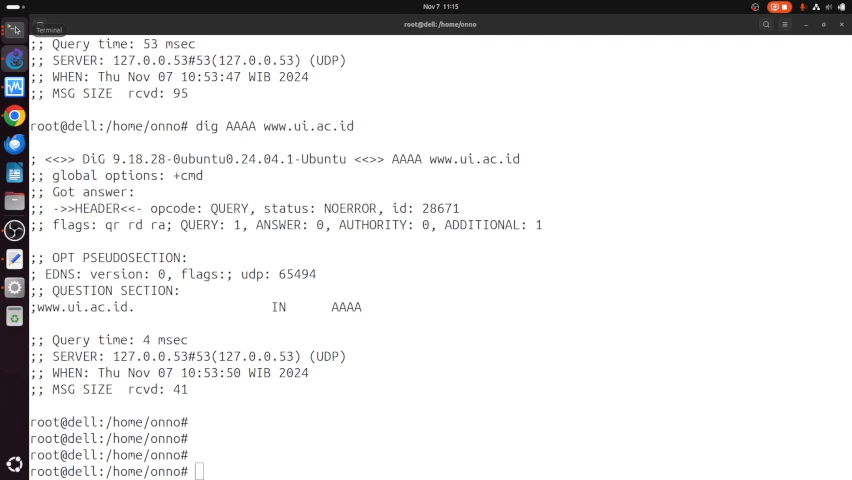 Nov 7 11:15
Terminal
root@dell: /home/onno
;; Query time: 53 msec
;; SERVER: 127.0.0.53#53(127.0.0.53) (UDP)
;; WHEN: Thu Nov 07 10:53:47 WIB 2024
;; MSG SIZE  rcvd: 95
root@dell:/home/onno# dig AAAA www.ui.ac.id
; <<>> DiG 9.18.28-0ubuntu0.24.04.1-Ubuntu <<>> AAAA www.ui.ac.id
;; global options: +cmd
;; Got answer:
;; ->>HEADER<<- opcode: QUERY, status: NOERROR, id: 28671
;; flags: qr rd ra; QUERY: 1, ANSWER: 0, AUTHORITY: 0, ADDITIONAL: 1
;; OPT PSEUDOSECTION:
; EDNS: version: 0, flags:; udp: 65494
;; QUESTION SECTION:
;www.ui.ac.id.                 IN      AAAA
;; Query time: 4 msec
;; SERVER: 127.0.0.53#53(127.0.0.53) (UDP)
;; WHEN: Thu Nov 07 10:53:50 WIB 2024
;; MSG SIZE  rcvd: 41
root@dell:/home/onno#
root@dell:/home/onno#
root@dell:/home/onno#
root@dell:/home/onno#